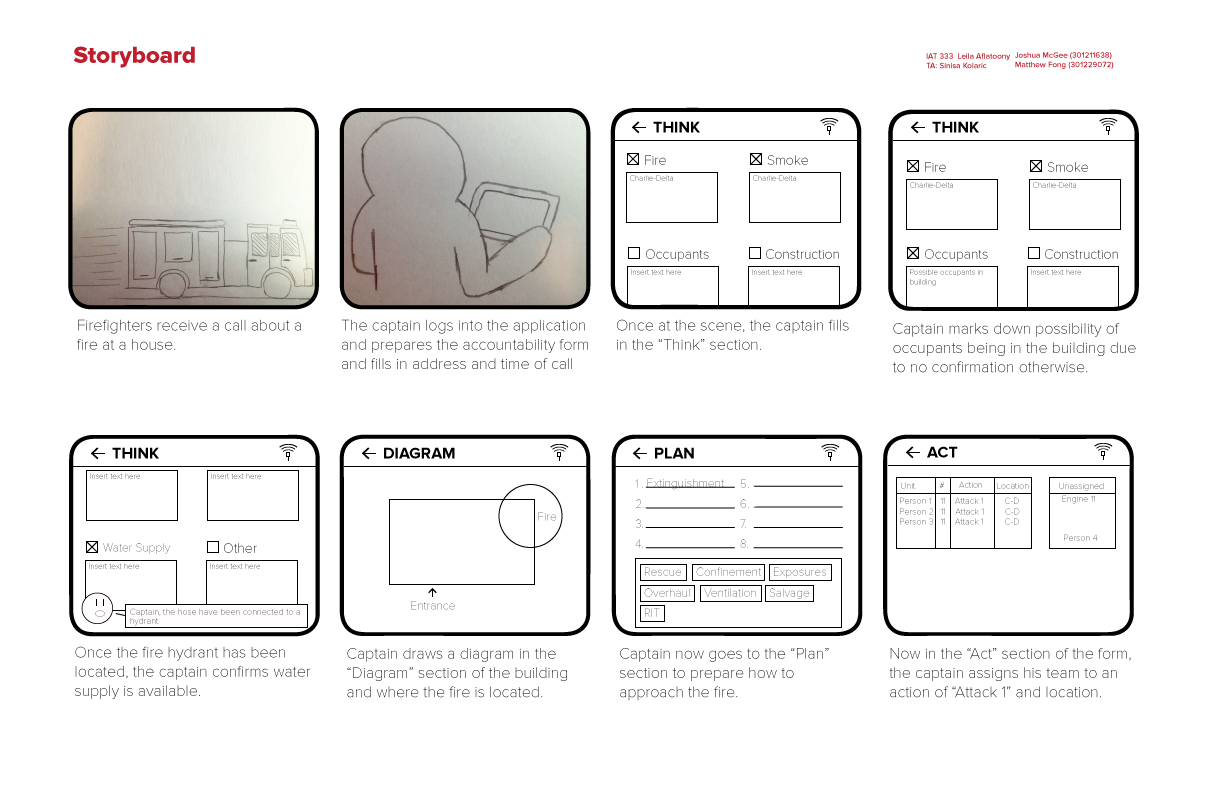 Storyboard
IAT 333 Leila Aflatoony
TA: Sinisa Kolaric
Joshua McGee (301211638)
Matthew Fong (301229072)
Firefighters receive a call about a
fire at a house.
The captain logs into the application
and prepares the accountability form
and fills in address and time of call
← THINK
Fire
Smoke
Charlie-Delta
Charlie-Delta
Occupants
Construction
Insert text here
Insert text here
Once at the scene, the captain fills
in the “Think” section.
← THINK
Fire
Smoke
Charlie-Delta
Charlie-Delta
Occupants
Construction
Possible occupants in
building
Insert text here
Captain marks down possibility of
occupants being in the building due
to no confirmation otherwise.
← THINK
Insert text here
Insert text here
Water Supply
Other
Insert text here
Insert text here
Captain, the hose have been connected to a
hydrant
Once the fire hydrant has been
located, the captain confirms water
supply is available.
← DIAGRAM
Fire
Entrance
Captain draws a diagram in the
“Diagram” section of the building
and where the fire is located.
← PLAN
1. Extinguishment 5.
2. 6.
3. 7.
4. 8.
Rescue Confinement Exposures
Overhaul Ventilation Salvage
RIT
Captain now goes to the “Plan”
section to prepare how to
approach the fire.
← ACT
Unit # Action Location
Person 1 11 Attack 1 C-D
Person 2 11 Attack 1 C-D
Person 3 11 Attack 1 C-D
Unassigned
Engine 11
Person 4
Now in the “Act” section of the form,
the captain assigns his team to an
action of “Attack 1” and location.